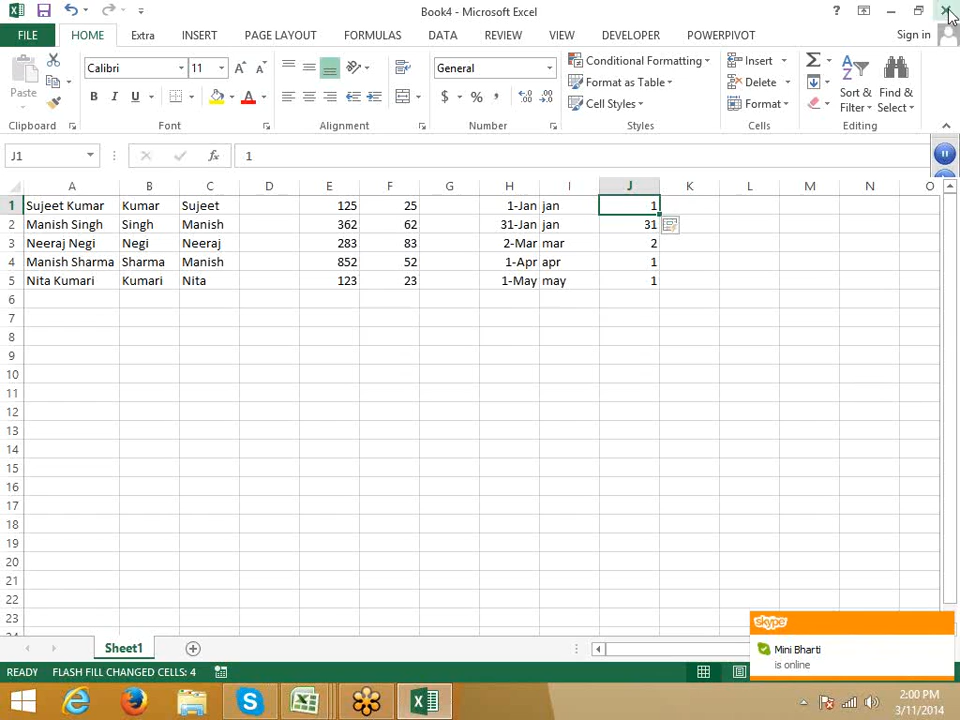 Book4 - Microsoft Excel
?
FILE HOME Extra INSERT PAGE LAYOUT FORMULAS DATA REVIEW VIEW DEVELOPER POWERPIVOT Sign in
Paste
Calibri 11
B I U
A
General
$ % ,
Conditional Formatting
Format as Table
Cell Styles
Insert
Delete
Format
Sort & Filter
Find & Select
Clipboard Font Alignment Number Styles Cells Editing
J1 fx 1
A B C D E F G H I J K L M N O
1 Sujeet Kumar Kumar Sujeet 125 25 1-Jan jan 1
2 Manish Singh Singh Manish 362 62 31-Jan jan 31
3 Neeraj Negi Negi Neeraj 283 83 2-Mar mar 2
4 Manish Sharma Sharma Manish 852 52 1-Apr apr 1
5 Nita Kumari Kumari Nita 123 23 1-May may 1
6
7
8
9
10
11
12
13
14
15
16
17
18
19
20
21
22
23
Sheet1
skype
Mini Bharti
is online
READY FLASH FILL CHANGED CELLS: 4
2:00 PM
3/11/2014